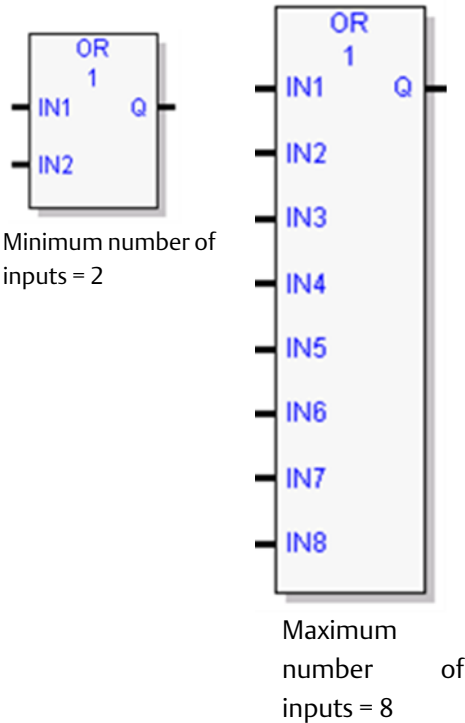 OR
1
IN1 Q
IN2
Minimum number of
inputs = 2
OR
1
IN1 Q
IN2
IN3
IN4
IN5
IN6
IN7
IN8
Maximum
number of
inputs = 8